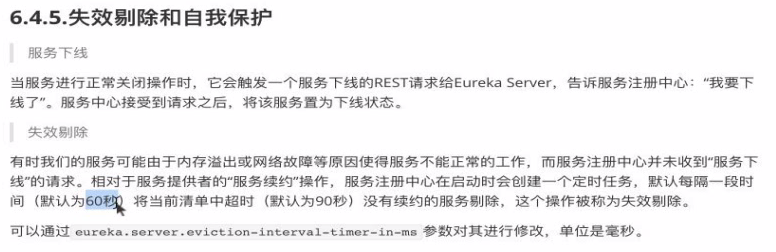 6.4.5.失效剔除和自我保护
服务下线
当服务进行正常关闭操作时，它会触发一个服务下线的REST请求给Eureka Server，告诉服务注册中心：“我要下
线了”。服务中心接受到请求之后，将该服务置为下线状态。
失效剔除
有时我们的服务可能由于内存溢出或网络故障等原因使得服务不能正常的工作，而服务注册中心并未收到“服务下
线”的请求。相对于服务提供者的“服务续约”操作，服务注册中心在启动时会创建一个定时任务，默认每隔一段时
间（默认为60秒）将当前清单中超时（默认为90秒）没有续约的服务剔除，这个操作被称为失效剔除。
可以通过 eureka.server.eviction-interval-timer-in-ms 参数对其进行修改，单位是毫秒。